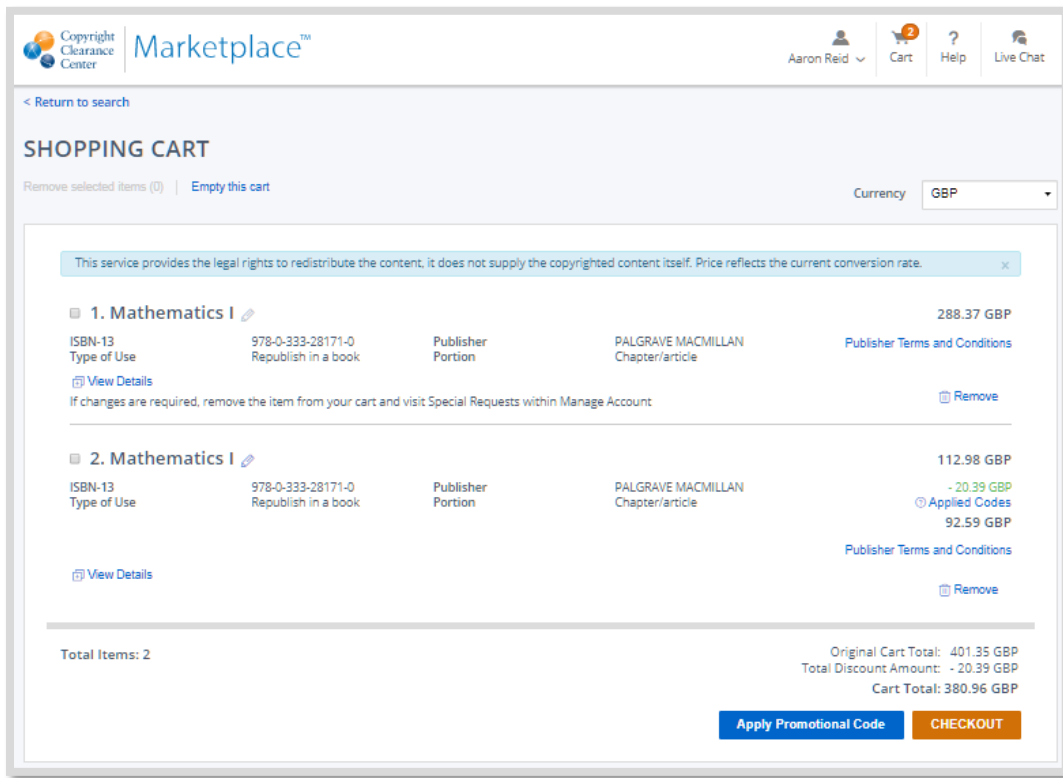 Copyright
Clearance
Center
Marketplace™
Aaron Reid
2
Cart
?
Help
Live Chat
< Return to search
SHOPPING CART
Remove selected items (0) | Empty this cart
Currency GBP
This service provides the legal rights to redistribute the content, it does not supply the copyrighted content itself. Price reflects the current conversion rate. ×
1. Mathematics I 288.37 GBP
ISBN-13 978-0-333-28171-0 Publisher PALGRAVE MACMILLAN Publisher Terms and Conditions
Type of Use Republish in a book Portion Chapter/article
View Details
If changes are required, remove the item from your cart and visit Special Requests within Manage Account
Remove
2. Mathematics I 112.98 GBP
ISBN-13 978-0-333-28171-0 Publisher PALGRAVE MACMILLAN - 20.39 GBP
Type of Use Republish in a book Portion Chapter/article ? Applied Codes
92.59 GBP
Publisher Terms and Conditions
View Details
Remove
Total Items: 2
Original Cart Total: 401.35 GBP
Total Discount Amount: - 20.39 GBP
Cart Total: 380.96 GBP
Apply Promotional Code CHECKOUT